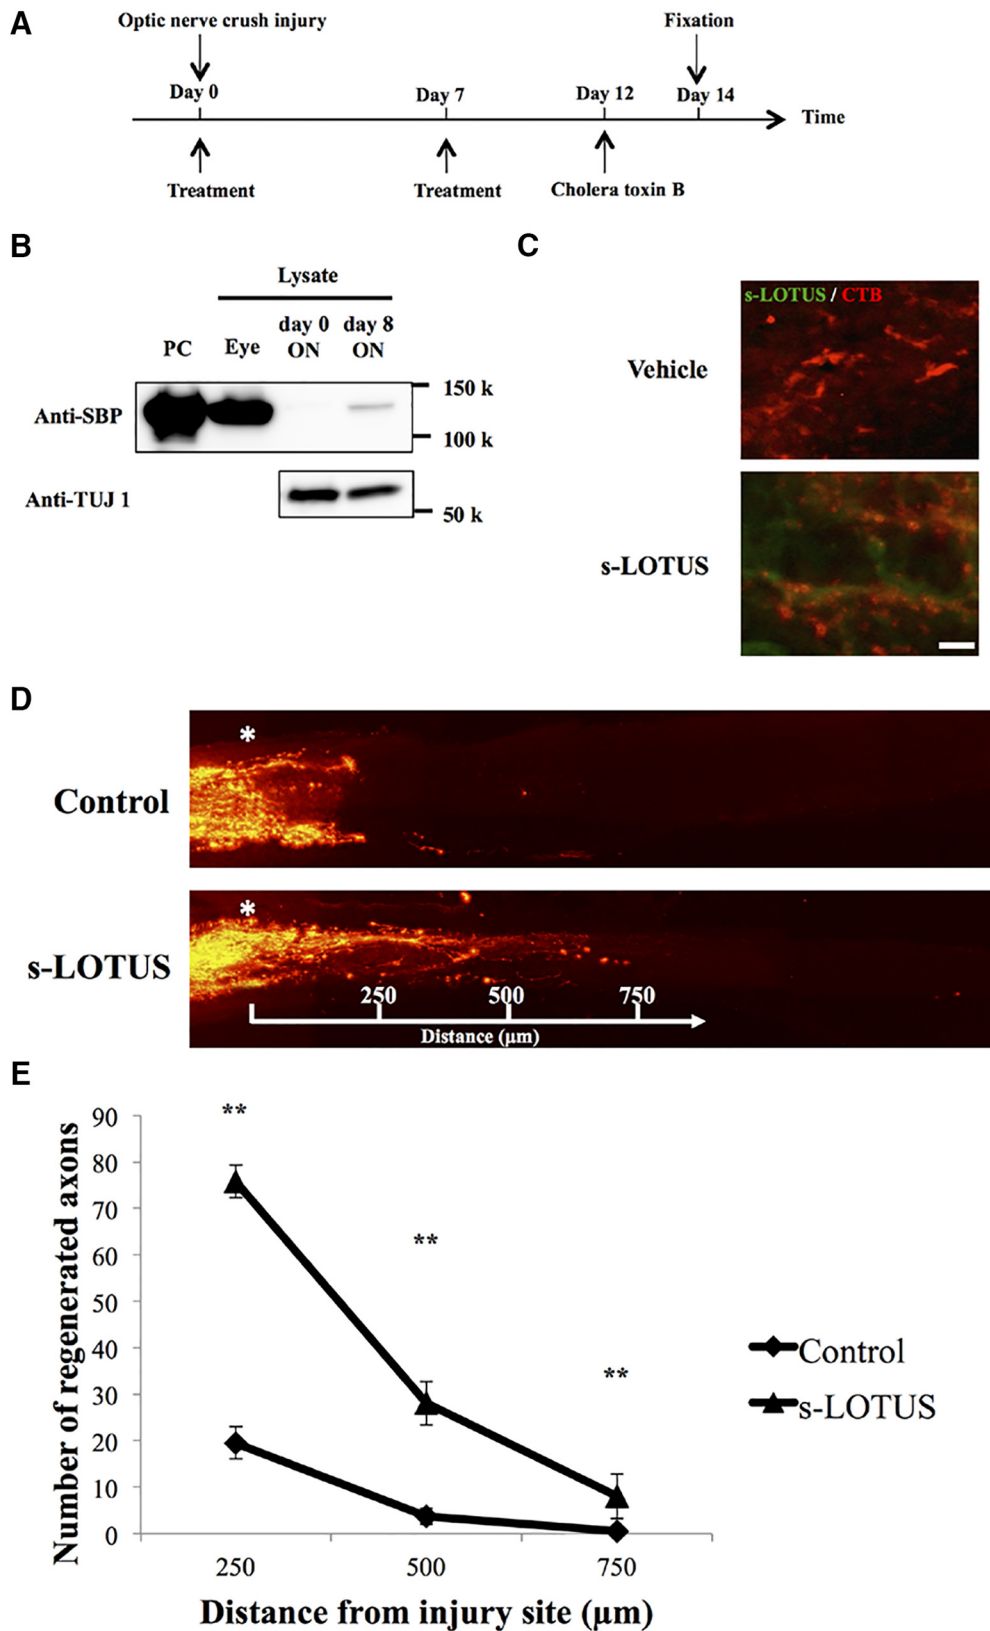 A
Optic nerve crush injury
Fixation
Day 0
Day 7
Day 12
Day 14
Time
Treatment
Treatment
Cholera toxin B
B
Lysate
PC
Eye
day 0
ON
day 8
ON
Anti-SBP
150 k
100 k
Anti-TUJ 1
50 k
C
s-LOTUS / CTB
Vehicle
s-LOTUS
D
*
Control
*
s-LOTUS
250
500
750
Distance (μm)
E
Number of regenerated axons
90
80
70
60
50
40
30
20
10
0
**
**
**
Control
s-LOTUS
250
500
750
Distance from injury site (μm)